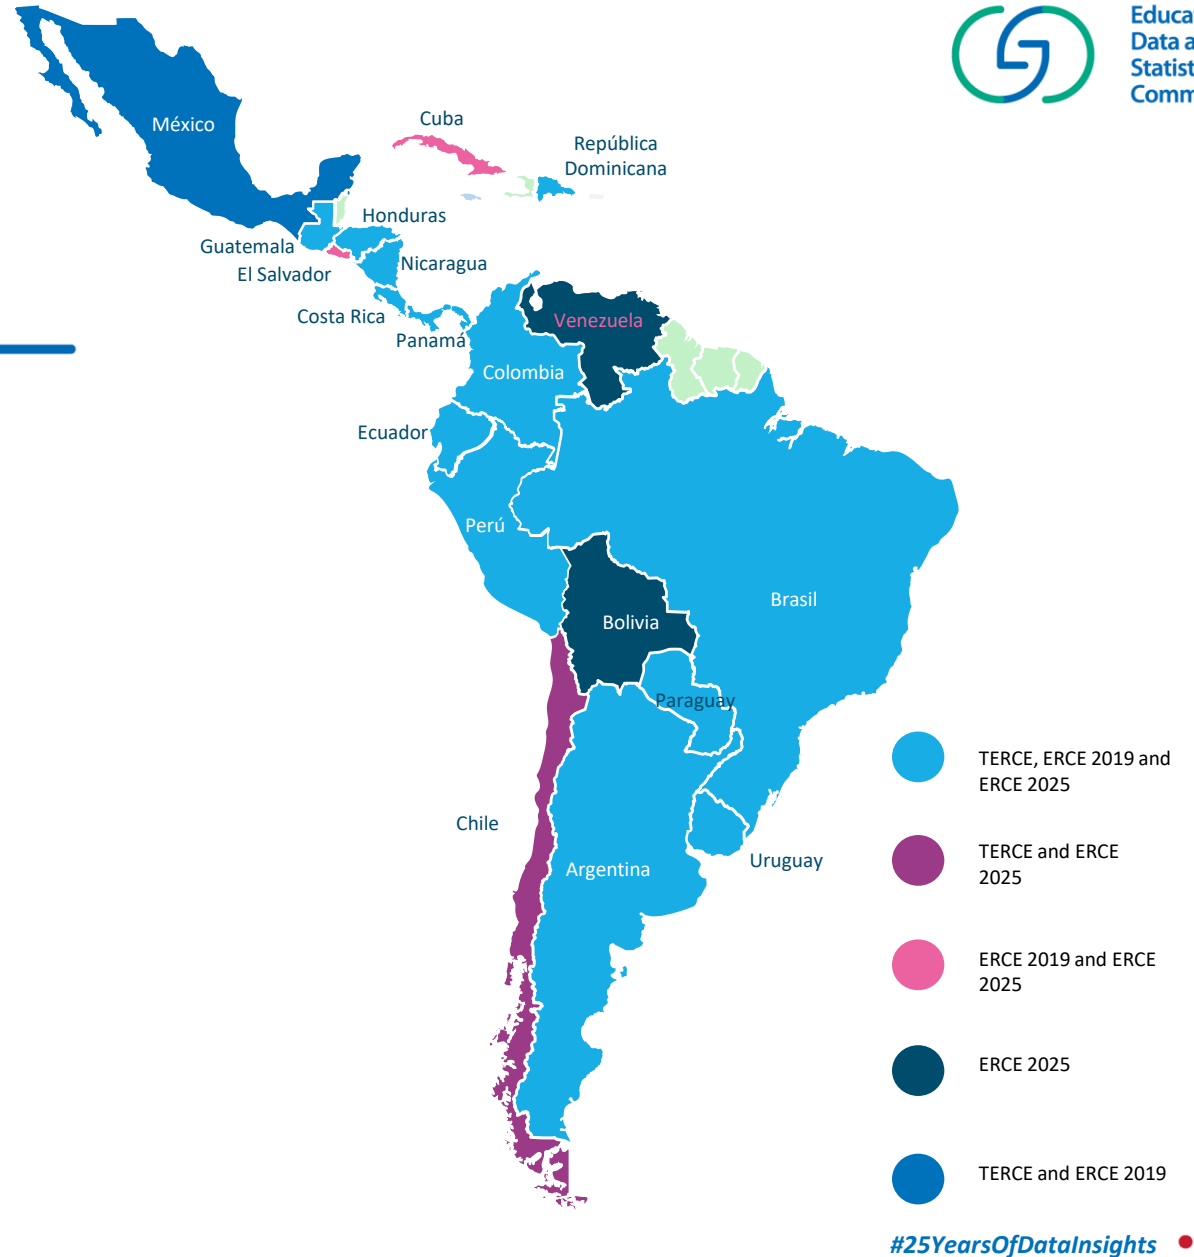 Educa
Data a
Statist
Comm
México
Cuba
República
Dominicana
Honduras
Guatemala
El Salvador
Nicaragua
Costa Rica
Panamá
Venezuela
Colombia
Ecuador
Perú
Brasil
Bolivia
Paraguay
Chile
Argentina
Uruguay
TERCE, ERCE 2019 and
ERCE 2025
TERCE and ERCE
2025
ERCE 2019 and ERCE
2025
ERCE 2025
TERCE and ERCE 2019
#25YearsOfDataInsights